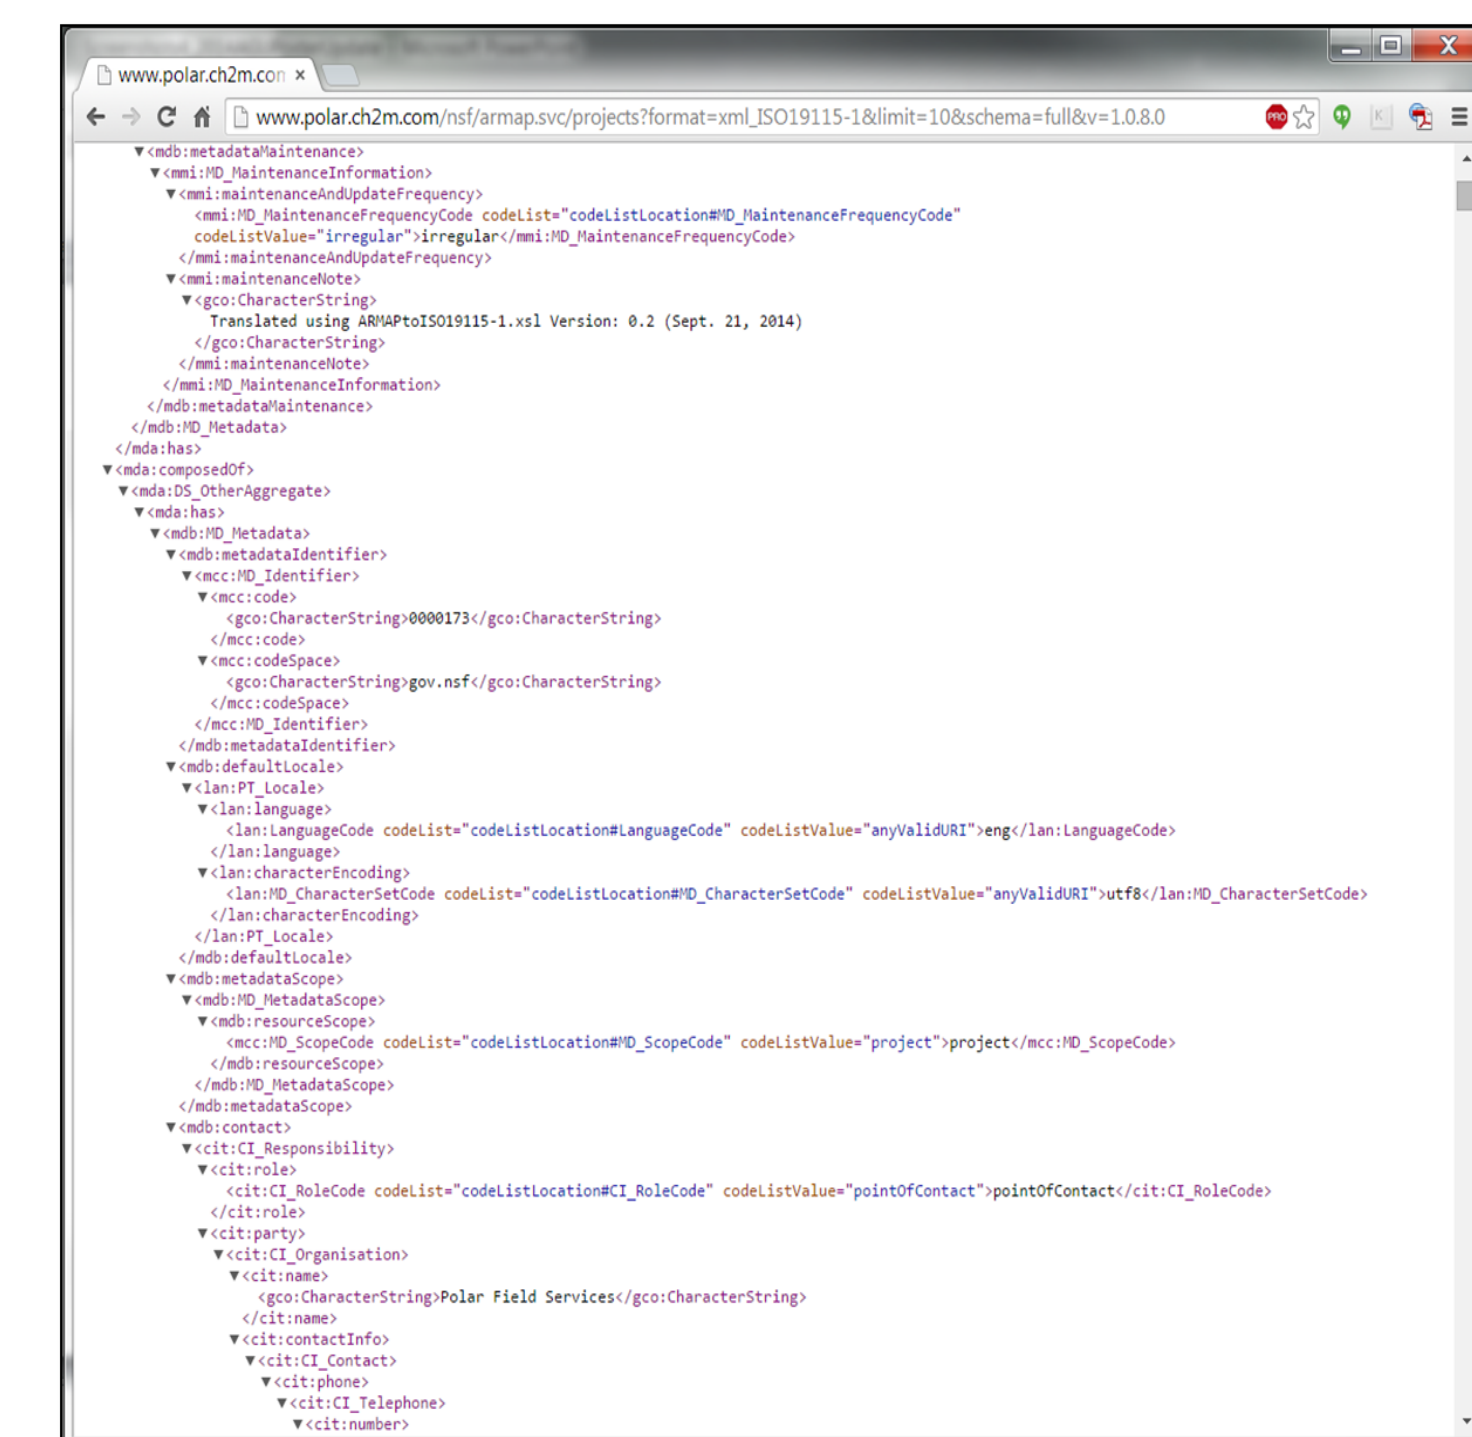 www.polar.ch2m.con ×
www.polar.ch2m.com/nsf/armap.svc/projects?format=xml_ISO19115-1&limit=10&schema=full&v=1.0.8.0 PRO K
▼<mdb:metadataMaintenance>
▼<mmi:MD_MaintenanceInformation>
▼<mmi:maintenanceAndUpdateFrequency>
<mmi:MD_MaintenanceFrequencyCode codeList="codeListLocation#MD_MaintenanceFrequencyCode"
codeListValue="irregular">irregular</mmi:MD_MaintenanceFrequencyCode>
</mmi:maintenanceAndUpdateFrequency>
▼<mmi:maintenanceNote>
▼<gco:CharacterString>
Translated using ARMAPtoISO19115-1.xsl Version: 0.2 (Sept. 21, 2014)
</gco:CharacterString>
</mmi:maintenanceNote>
</mmi:MD_MaintenanceInformation>
</mdb:metadataMaintenance>
</mdb:MD_Metadata>
</mda:has>
▼<mda:composedOf>
▼<mda:DS_OtherAggregate>
▼<mda:has>
▼<mdb:MD_Metadata>
▼<mdb:metadataIdentifier>
▼<mcc:MD_Identifier>
▼<mcc:code>
<gco:CharacterString>0000173</gco:CharacterString>
</mcc:code>
▼<mcc:codeSpace>
<gco:CharacterString>gov.nsf</gco:CharacterString>
</mcc:codeSpace>
</mcc:MD_Identifier>
</mdb:metadataIdentifier>
▼<mdb:defaultLocale>
▼<lan:PT_Locale>
▼<lan:language>
<lan:LanguageCode codeList="codeListLocation#LanguageCode" codeListValue="anyValidURI">eng</lan:LanguageCode>
</lan:language>
▼<lan:characterEncoding>
<lan:MD_CharacterSetCode codeList="codeListLocation#MD_CharacterSetCode" codeListValue="anyValidURI">utf8</lan:MD_CharacterSetCode>
</lan:characterEncoding>
</lan:PT_Locale>
</mdb:defaultLocale>
▼<mdb:metadataScope>
▼<mdb:MD_MetadataScope>
▼<mdb:resourceScope>
<mcc:MD_ScopeCode codeList="codeListLocation#MD_ScopeCode" codeListValue="project">project</mcc:MD_ScopeCode>
</mdb:resourceScope>
</mdb:MD_MetadataScope>
</mdb:metadataScope>
▼<mdb:contact>
▼<cit:CI_Responsibility>
▼<cit:role>
<cit:CI_RoleCode codeList="codeListLocation#CI_RoleCode" codeListValue="pointOfContact">pointOfContact</cit:CI_RoleCode>
</cit:role>
▼<cit:party>
▼<cit:CI_Organisation>
▼<cit:name>
<gco:CharacterString>Polar Field Services</gco:CharacterString>
</cit:name>
▼<cit:contactInfo>
▼<cit:CI_Contact>
▼<cit:phone>
▼<cit:CI_Telephone>
▼<cit:number>